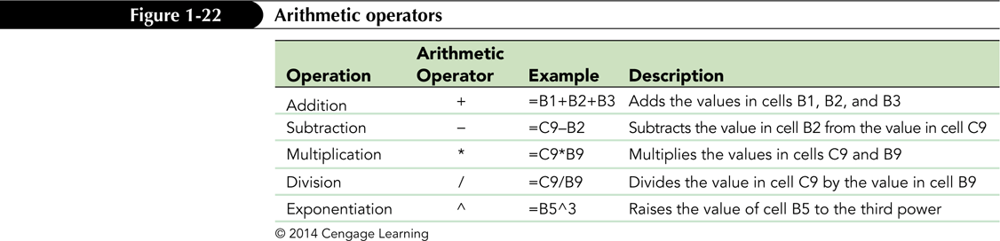 Figure 1-22 Arithmetic operators
Arithmetic
Operation Operator Example Description
Addition + =B1+B2+B3 Adds the values in cells B1, B2, and B3
Subtraction – =C9–B2 Subtracts the value in cell B2 from the value in cell C9
Multiplication * =C9*B9 Multiplies the values in cells C9 and B9
Division / =C9/B9 Divides the value in cell C9 by the value in cell B9
Exponentiation ^ =B5^3 Raises the value of cell B5 to the third power
© 2014 Cengage Learning